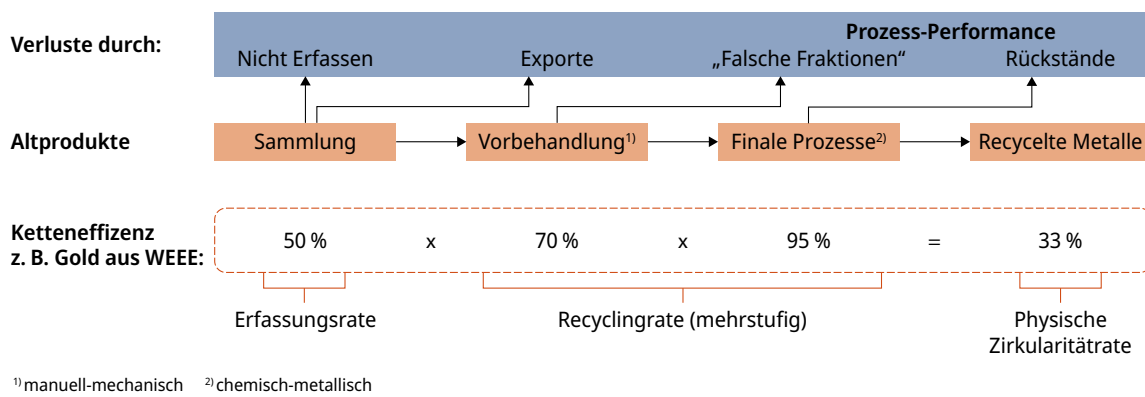 Verluste durch:
Prozess-Performance
Nicht Erfassen Exporte „Falsche Fraktionen“ Rückstände
Altprodukte Sammlung Vorbehandlung1) Finale Prozesse2) Recycelte Metalle
Ketteneffizenz
z. B. Gold aus WEEE: 50 % x 70 % x 95 % = 33 %
Erfassungsrate Recyclingrate (mehrstufig) Physische
Zirkularitätrate
1) manuell-mechanisch 2) chemisch-metallisch